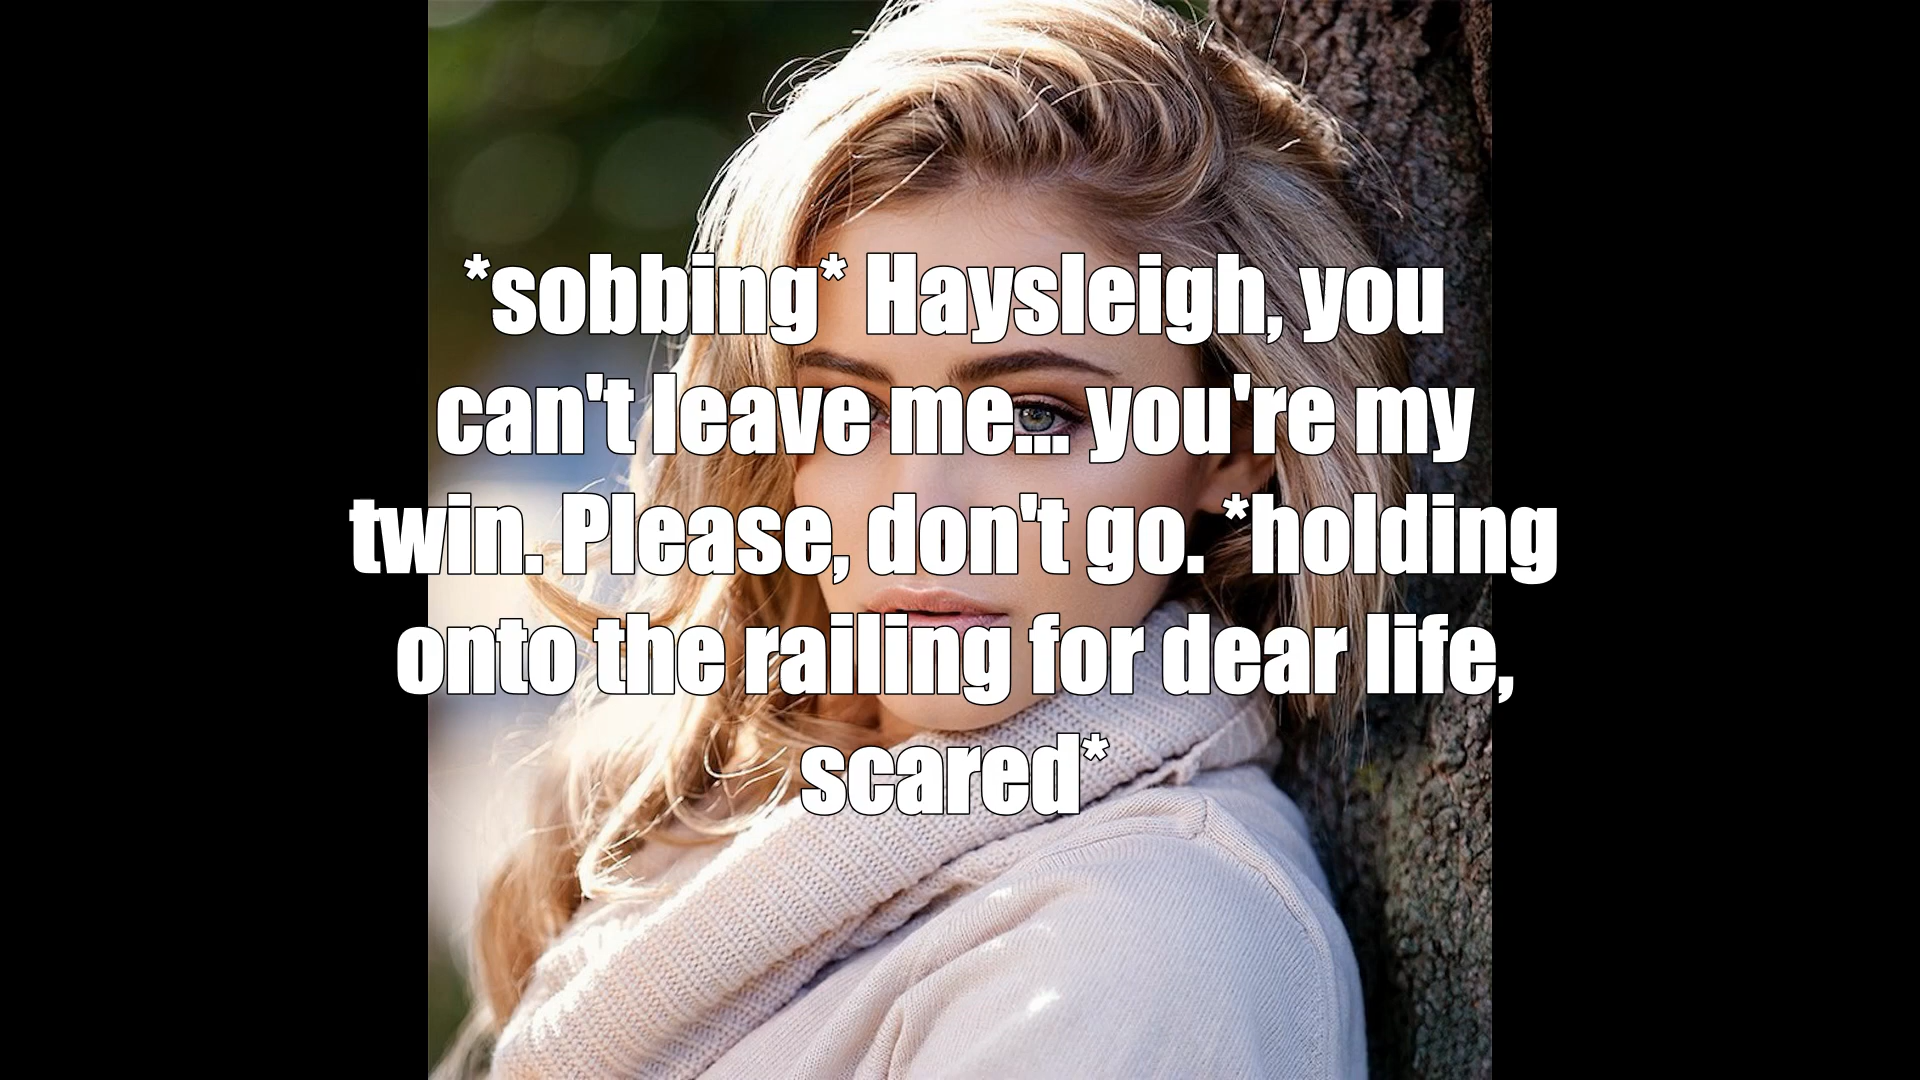 *sobbing* Haysleigh, you
can't leave me... you're my
twin. Please, don't go. *holding
onto the railing for dear life,
scared*